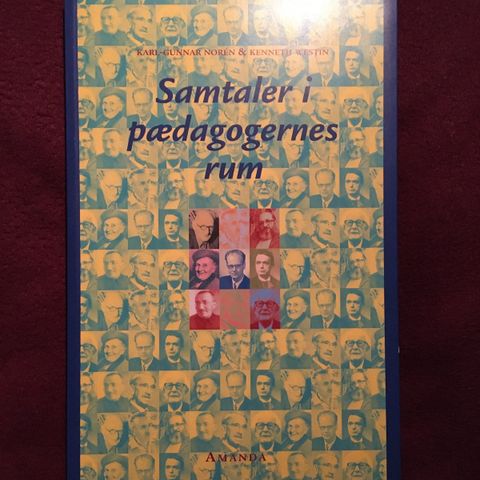 KARL-GUNNAR NORÉN & KENNETH WESTIN
Samtaler i
pædagogernes
rum
AMANDA